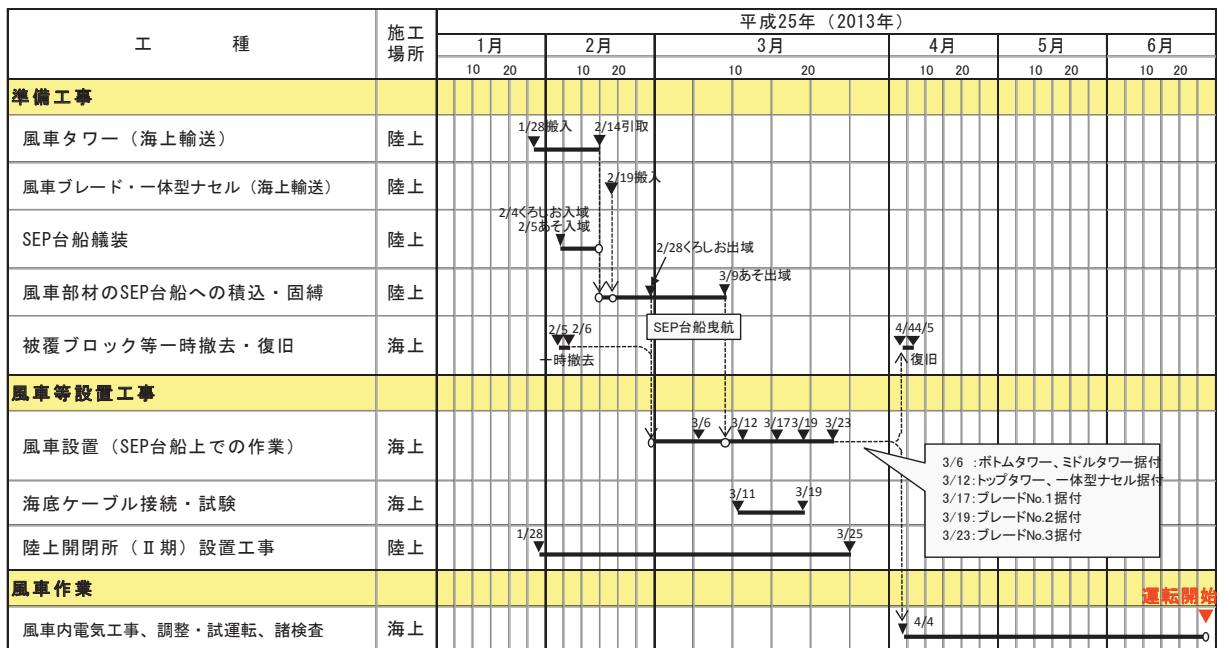 平成25年（2013年）
工　種
施工
場所
1月 2月 3月 4月 5月 6月
10 20 10 20 10 20 10 20 10 20 10 20
準備工事
風車タワー（海上輸送） 陸上 1/28搬入 2/14引取
風車ブレード・一体型ナセル（海上輸送） 陸上 2/19搬入
SEP台船艤装 陸上 2/4くろしお入域
2/5あそ入域
2/28くろしお出域
風車部材のSEP台船への積込・固縛 陸上 3/9あそ出域
SEP台船曳航
被覆ブロック等一時撤去・復旧 海上 2/5 2/6 4/4 4/5
一時撤去 復旧
風車等設置工事
風車設置（SEP台船上での作業） 海上 3/6 3/12 3/17 3/19 3/23
3/6 ：ボトムタワー、ミドルタワー据付
3/12：トップタワー、一体型ナセル据付
3/17：ブレードNo.1据付
3/19：ブレードNo.2据付
3/23：ブレードNo.3据付
海底ケーブル接続・試験 海上 3/11 3/19
陸上開閉所（Ⅱ期）設置工事 陸上 1/28 3/25
風車作業
運転開始
風車内電気工事、調整・試運転、諸検査 海上 4/4